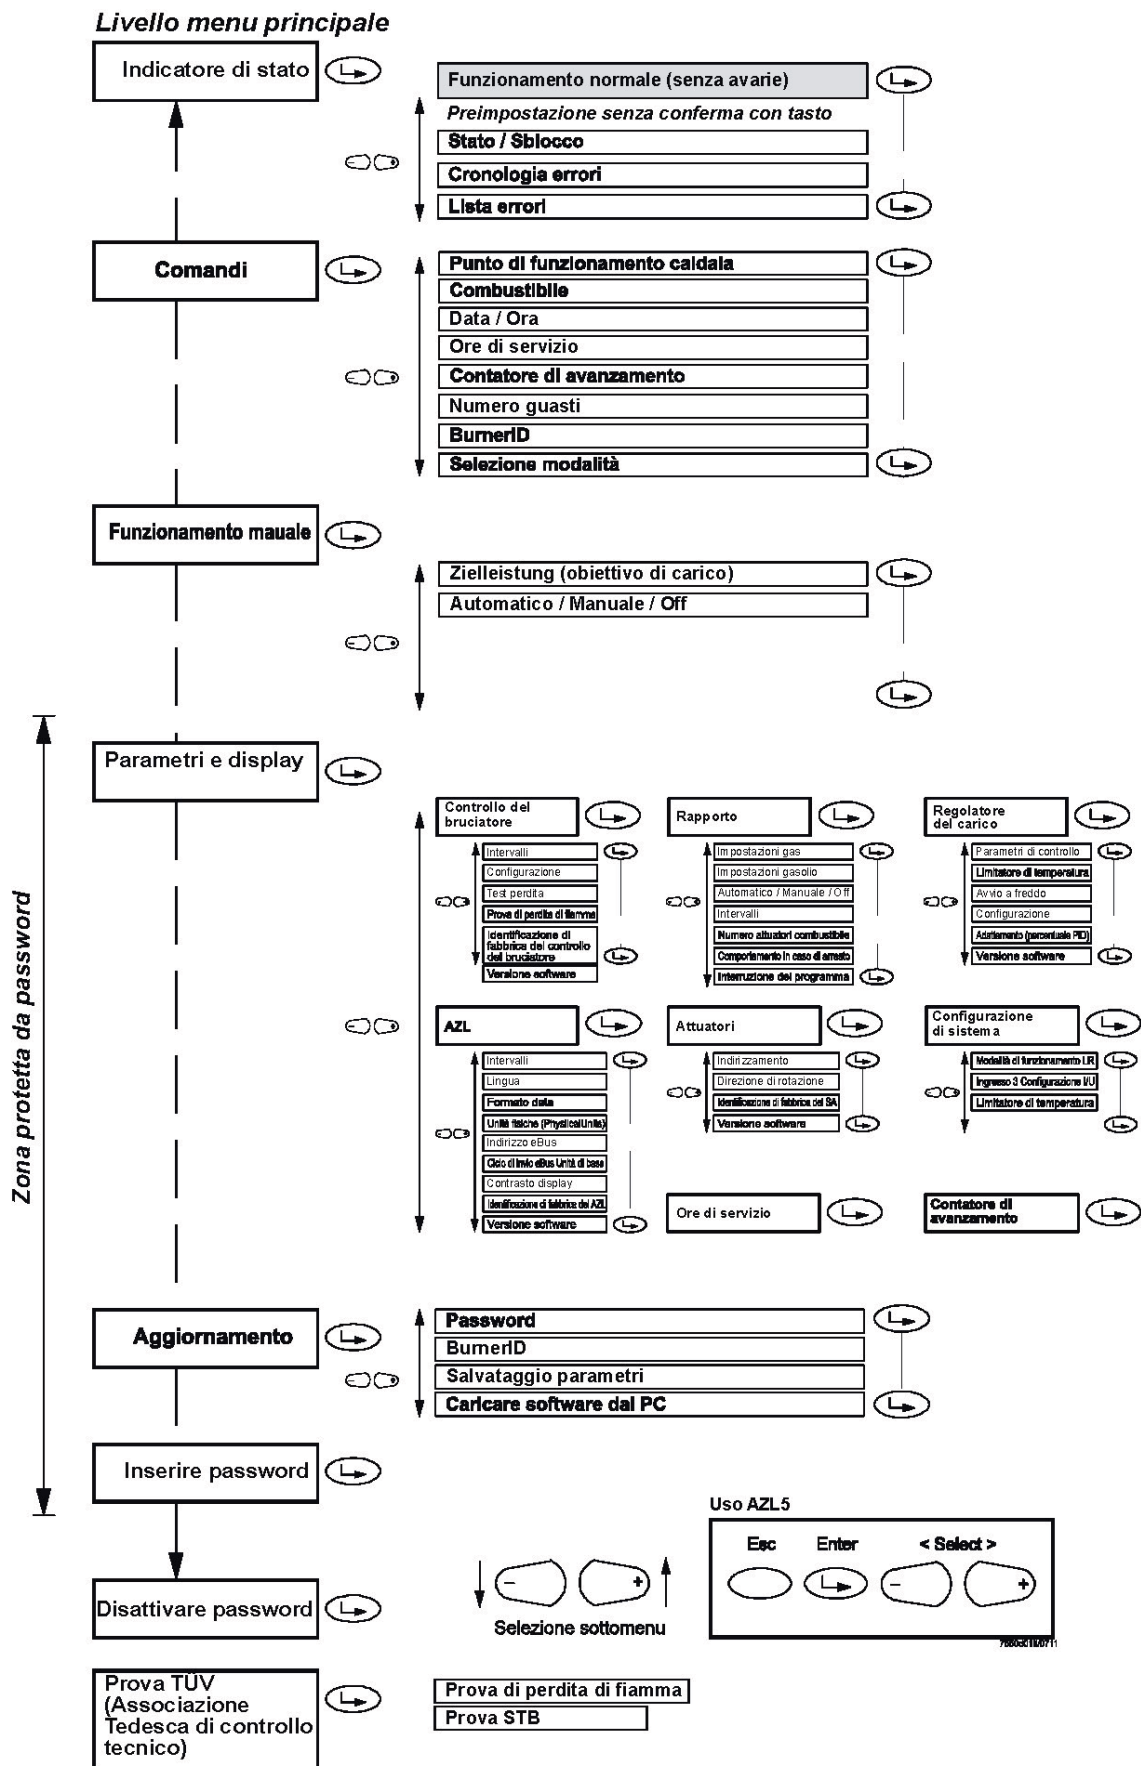 Livello menu principale
Indicatore di stato
Funzionamento normale (senza avarie)
Preimpostazione senza conferma con tasto
Stato / Sblocco
Cronologia errori
Lista errori
Comandi
Punto di funzionamento caldaia
Combustibile
Data / Ora
Ore di servizio
Contatore di avanzamento
Numero guasti
BurnerID
Selezione modalità
Funzionamento mauale
Zielleistung (obiettivo di carico)
Automatico / Manuale / Off
Zona protetta da password
Parametri e display
Controllo del
bruciatore
Intervalli
Configurazione
Test perdita
Prova di perdita di fiamma
Identificazione di
fabbrica del controllo
del bruciatore
Versione software
Rapporto
Impostazioni gas
Impostazioni gasolio
Automatico / Manuale / Off
Intervalli
Numero attuatori combustibile
Comportamento in caso di arresto
Interruzione del programma
Regolatore
del carico
Parametri di controllo
Limitatore di temperatura
Avvio a freddo
Configurazione
Adattamento (percentuale PID)
Versione software
AZL
Intervalli
Lingua
Formato data
Unità fisiche (PhysicalUnits)
Indirizzo eBus
Ciclo di invio eBus Unità di base
Contrasto display
Identificazione di fabbrica del AZL
Versione software
Attuatori
Indirizzamento
Direzione di rotazione
Identificazione di fabbrica del SA
Versione software
Configurazione
di sistema
Modalità di funzionamento LR
Ingresso 3 Configurazione I/U
Limitatore di temperatura
Ore di servizio
Contatore di
avanzamento
Aggiornamento
Password
BurnerID
Salvataggio parametri
Caricare software dal PC
Inserire password
Disattivare password
Selezione sottomenu
Uso AZL5
Esc Enter < Select >
Prova TÜV
(Associazione
Tedesca di controllo
tecnico)
Prova di perdita di fiamma
Prova STB